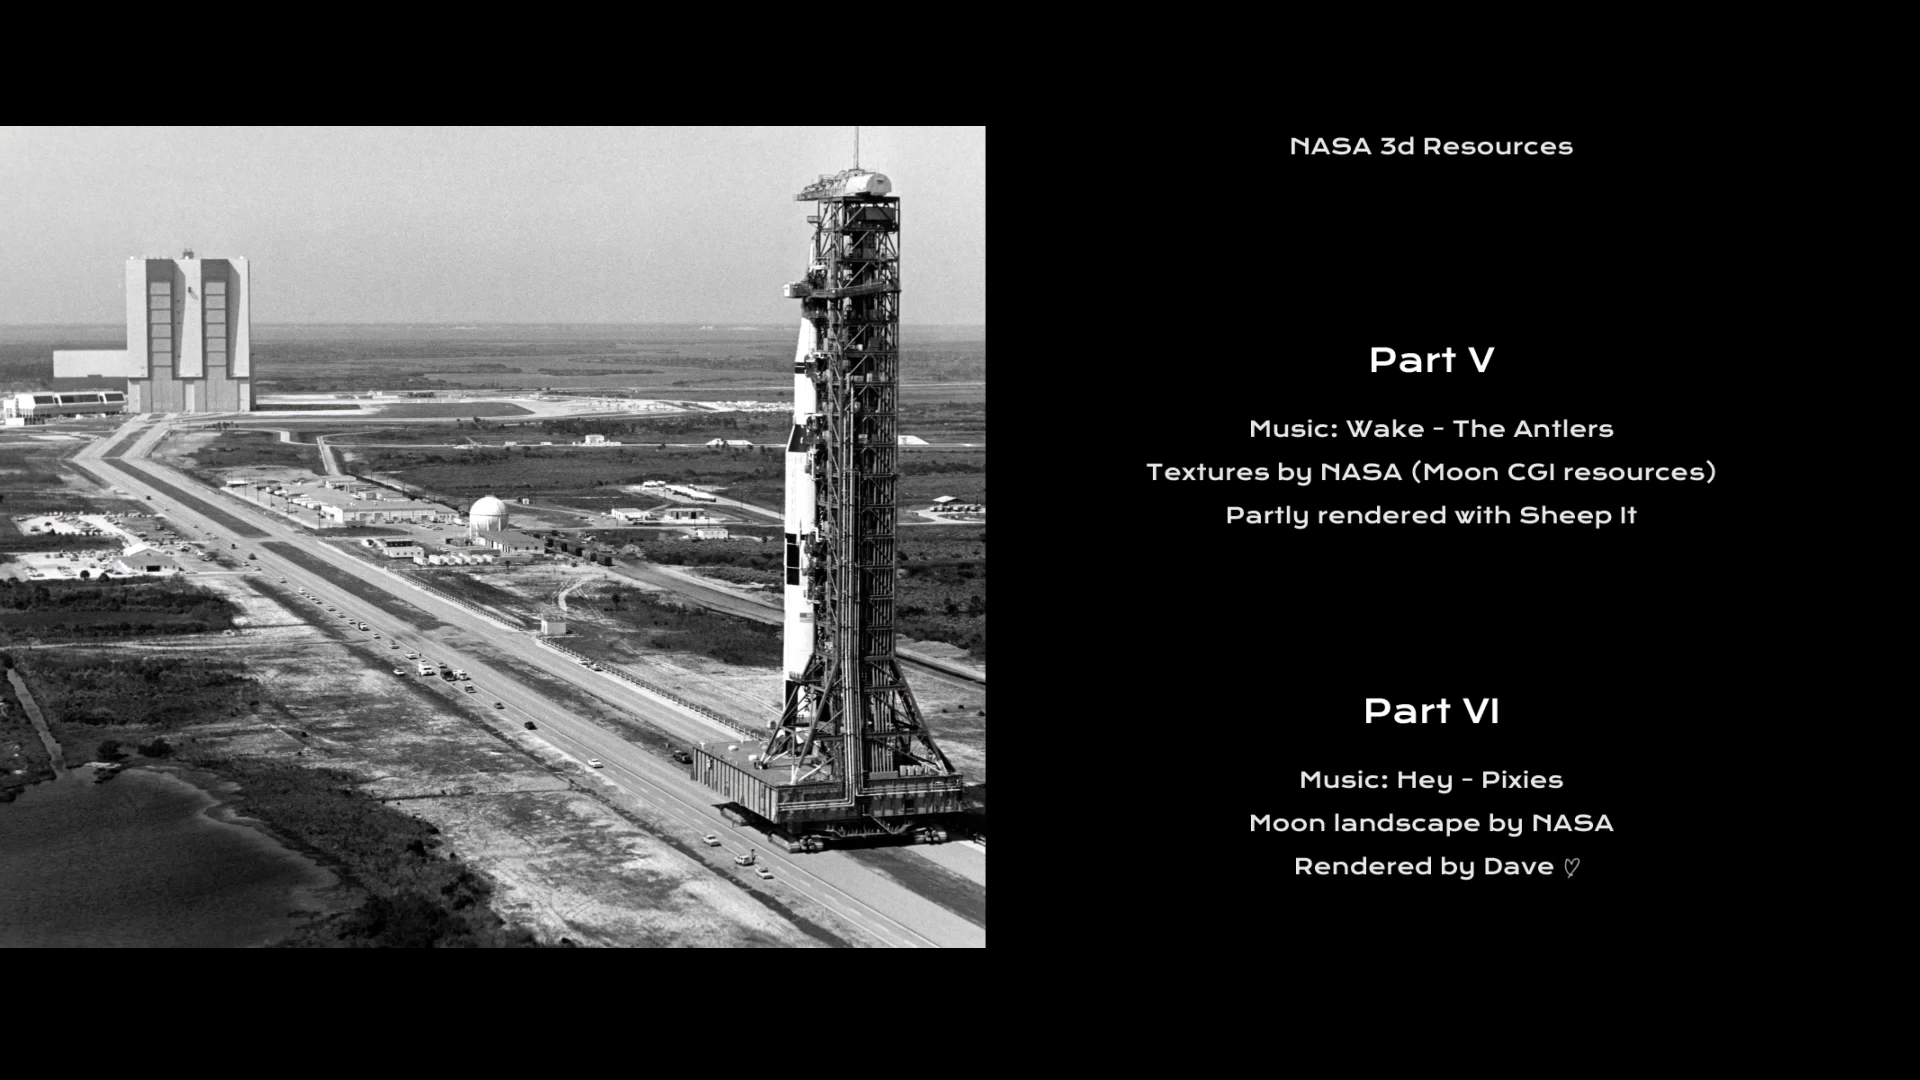 NASA 3d Resources
Part V
Music: Wake - The Antlers
Textures by NASA (Moon CGI resources)
Partly rendered with Sheep It
Part VI
Music: Hey - Pixies
Moon landscape by NASA
Rendered by Dave ♡